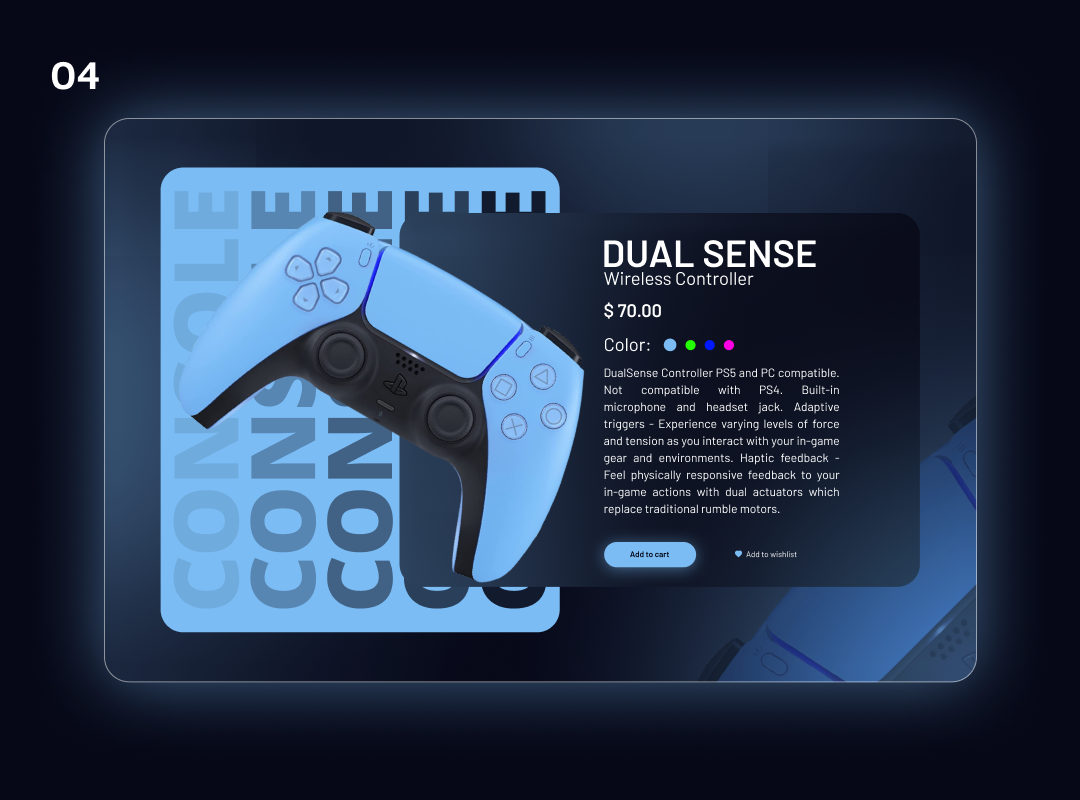 04
CONSOLE
CONSOLE
CONSOLE
DUAL SENSE
Wireless Controller
$ 70.00
Color:
DualSense Controller PS5 and PC compatible.
Not compatible with PS4. Built-in
microphone and headset jack. Adaptive
triggers - Experience varying levels of force
and tension as you interact with your in-game
gear and environments. Haptic feedback -
Feel physically responsive feedback to your
in-game actions with dual actuators which
replace traditional rumble motors.
Add to cart
Add to wishlist